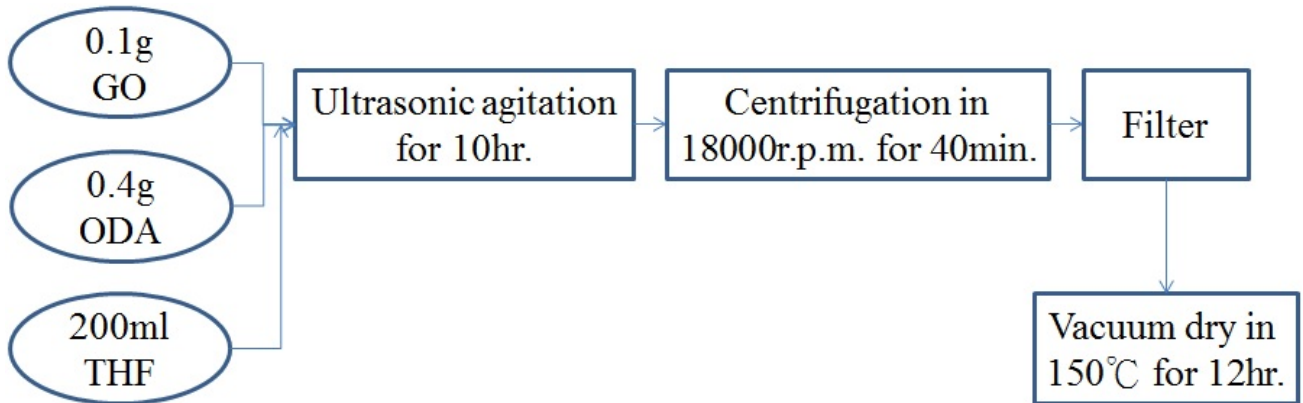 0.1g
GO
0.4g
ODA
200ml
THF
Ultrasonic agitation
for 10hr.
Centrifugation in
18000r.p.m. for 40min.
Filter
Vacuum dry in
150℃ for 12hr.